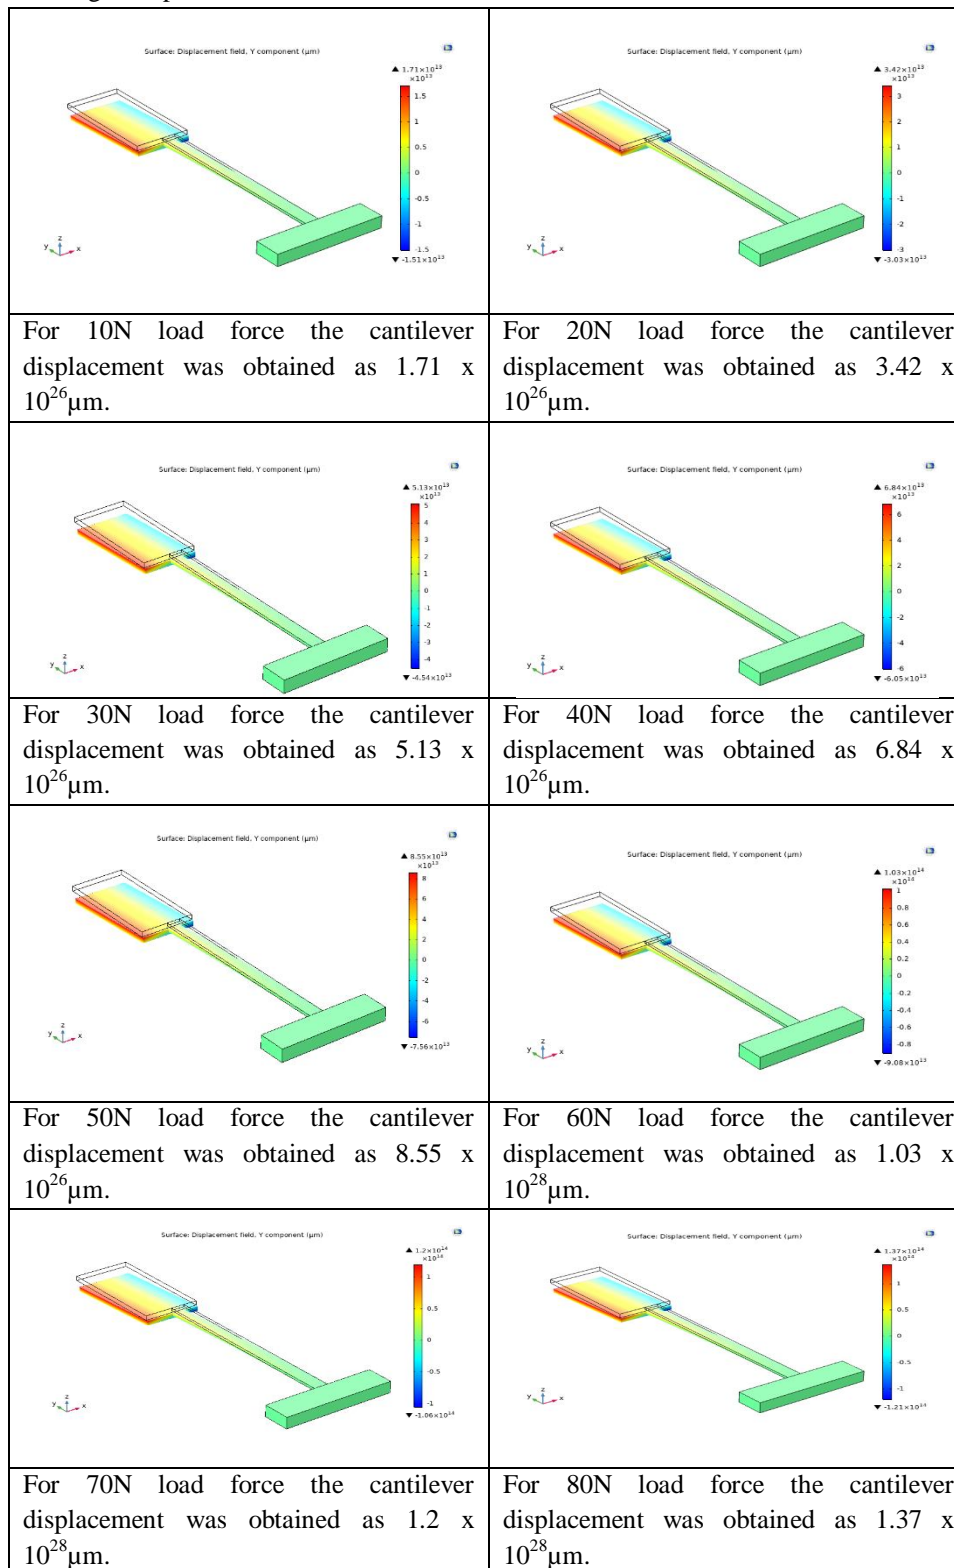 Surface: Displacement field, Y component (µm)
▲ 1.71×10¹³
×10¹³
1.5
1
0.5
0
-0.5
-1
-1.5
▼ -1.51×10¹³
y z x
For 10N load force the cantilever
displacement was obtained as 1.71 x
10²⁶µm.
Surface: Displacement field, Y component (µm)
▲ 3.42×10¹³
×10¹³
3
2
1
0
-1
-2
-3
▼ -3.03×10¹³
y z x
For 20N load force the cantilever
displacement was obtained as 3.42 x
10²⁶µm.
Surface: Displacement field, Y component (µm)
▲ 5.13×10¹³
×10¹³
5
4
3
2
1
0
-1
-2
-3
-4
▼ -4.54×10¹³
y z x
For 30N load force the cantilever
displacement was obtained as 5.13 x
10²⁶µm.
Surface: Displacement field, Y component (µm)
▲ 6.84×10¹³
×10¹³
6
4
2
0
-2
-4
-6
▼ -6.05×10¹³
y z x
For 40N load force the cantilever
displacement was obtained as 6.84 x
10²⁶µm.
Surface: Displacement field, Y component (µm)
▲ 8.55×10¹³
×10¹³
8
6
4
2
0
-2
-4
-6
▼ -7.56×10¹³
y z x
For 50N load force the cantilever
displacement was obtained as 8.55 x
10²⁶µm.
Surface: Displacement field, Y component (µm)
▲ 1.03×10¹⁴
×10¹⁴
1
0.8
0.6
0.4
0.2
0
-0.2
-0.4
-0.6
-0.8
▼ -9.08×10¹³
y z x
For 60N load force the cantilever
displacement was obtained as 1.03 x
10²⁸µm.
Surface: Displacement field, Y component (µm)
▲ 1.2×10¹⁴
×10¹⁴
1
0.5
0
-0.5
-1
▼ -1.06×10¹⁴
y z x
For 70N load force the cantilever
displacement was obtained as 1.2 x
10²⁸µm.
Surface: Displacement field, Y component (µm)
▲ 1.37×10¹⁴
×10¹⁴
1
0.5
0
-0.5
-1
▼ -1.21×10¹⁴
y z x
For 80N load force the cantilever
displacement was obtained as 1.37 x
10²⁸µm.